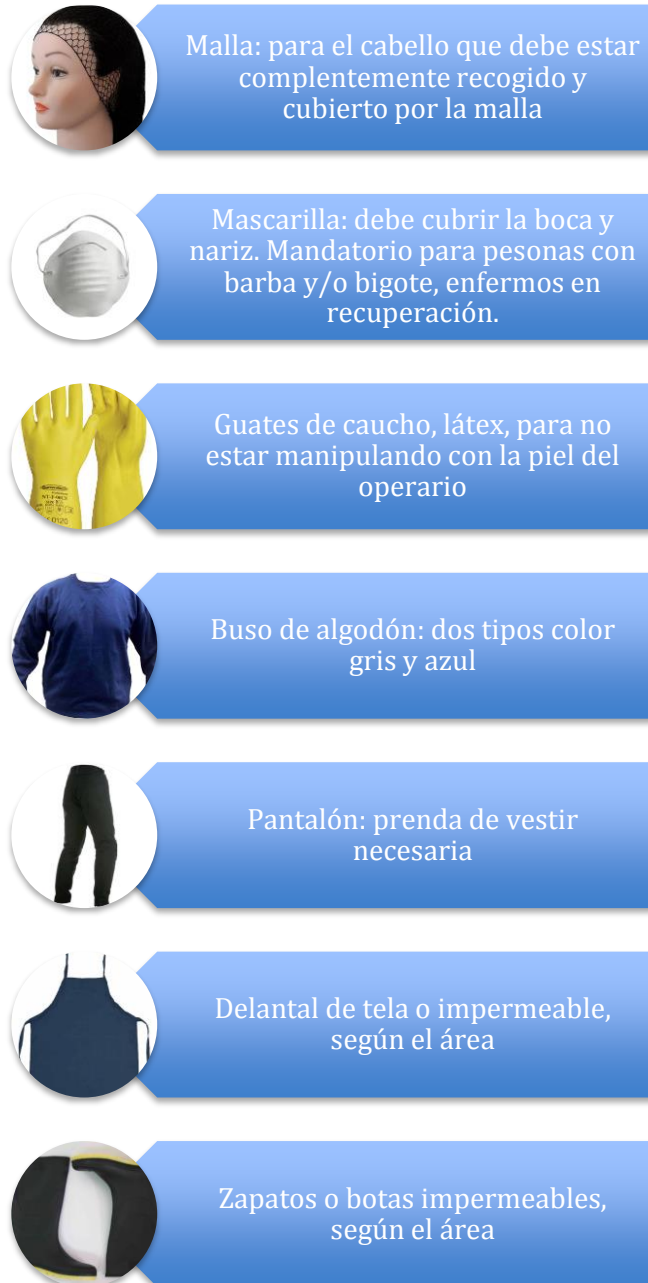 Malla: para el cabello que debe estar
complentemente recogido y
cubierto por la malla
Mascarilla: debe cubrir la boca y
nariz. Mandatorio para pesonas con
barba y/o bigote, enfermos en
recuperación.
Guates de caucho, látex, para no
estar manipulando con la piel del
operario
Buso de algodón: dos tipos color
gris y azul
Pantalón: prenda de vestir
necesaria
Delantal de tela o impermeable,
según el área
Zapatos o botas impermeables,
según el área